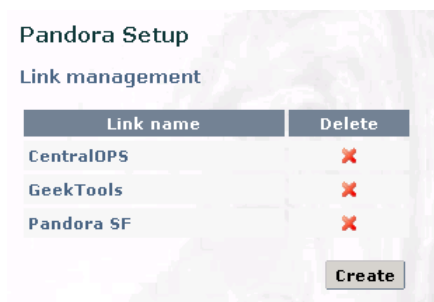 Pandora Setup
Link management
Link name Delete
CentralOPS
GeekTools
Pandora SF
Create